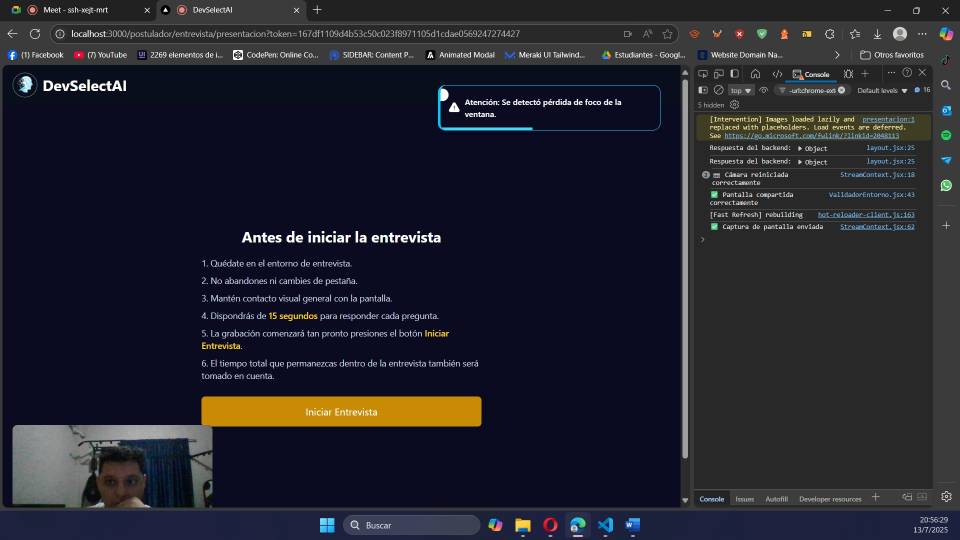 Meet - ssh-xejt-mrt
DevSelectAI
localhost:3000/postulador/entrevista/presentacion?token=167df1109d4b53c50c023f8971105d1cdae0569247274427
(1) Facebook
(7) YouTube
2269 elementos de i...
CodePen: Online Co...
SIDEBAR: Content P...
Animated Modal
Meraki UI Tailwind...
Estudiantes - Googl...
Website Domain Na...
Otros favoritos
DevSelectAI
Atención: Se detectó pérdida de foco de la
ventana.
Antes de iniciar la entrevista
1. Quédate en el entorno de entrevista.
2. No abandones ni cambies de pestaña.
3. Mantén contacto visual general con la pantalla.
4. Dispondrás de 15 segundos para responder cada pregunta.
5. La grabación comenzará tan pronto presiones el botón Iniciar
Entrevista.
6. El tiempo total que permanezcas dentro de la entrevista también será
tomado en cuenta.
Iniciar Entrevista
Console
top
-url:chrome-ext
Default levels
16
5 hidden
[Intervention] Images loaded lazily and presentacion:1
replaced with placeholders. Load events are deferred.
See https://go.microsoft.com/fwlink/?linkid=2048113
Respuesta del backend: Object layout.jsx:25
Respuesta del backend: Object layout.jsx:25
2 Cámara reiniciada StreamContext.jsx:18
correctamente
Pantalla compartida ValidadorEntorno.jsx:43
correctamente
[Fast Refresh] rebuilding hot-reloader-client.js:163
Captura de pantalla enviada StreamContext.jsx:62
Console
Issues
Autofill
Developer resources
Buscar
20:56:29
13/7/2025